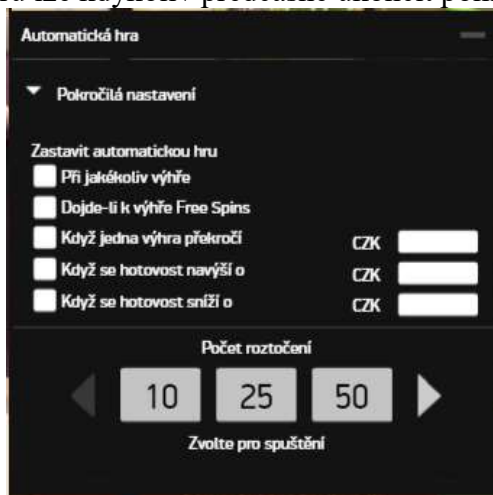 Automatická hra
Pokročilá nastavení
Zastavit automatickou hru
Při jakékoliv výhře
Dojde-li k výhře Free Spins
Když jedna výhra překročí CZK
Když se hotovost navýší o CZK
Když se hotovost sníží o CZK
Počet roztočení
10 25 50
Zvolte pro spuštění